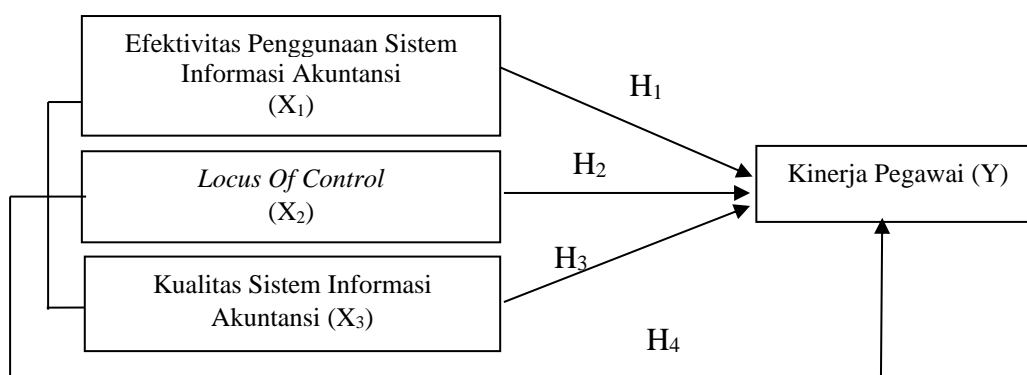 Efektivitas Penggunaan Sistem
Informasi Akuntansi
(X₁)
H₁
Locus Of Control
(X₂)
H₂
Kinerja Pegawai (Y)
Kualitas Sistem Informasi
Akuntansi (X₃)
H₃
H₄